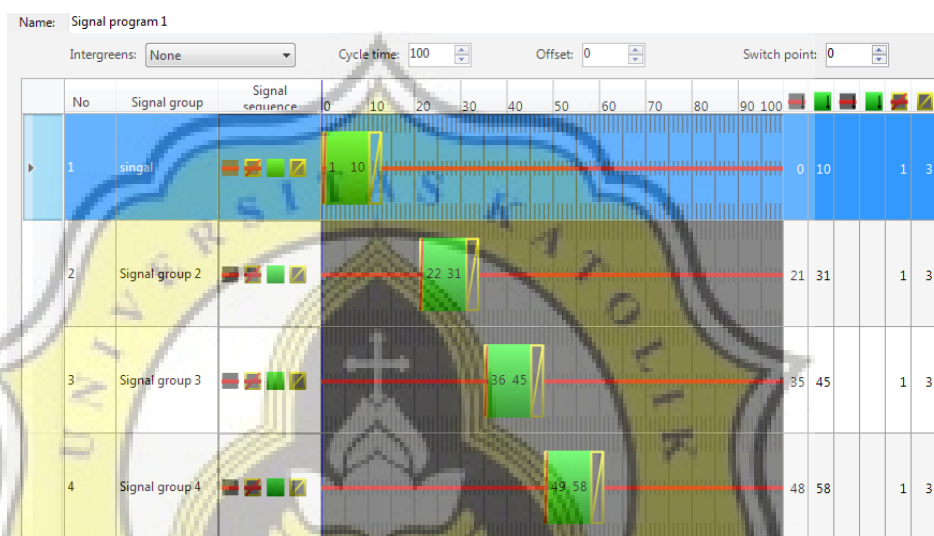 Name: Signal program 1
Intergreens: None Cycle time: 100 Offset: 0 Switch point: 0
No Signal group Signal sequence 0 10 20 30 40 50 60 70 80 90 100
1 singal 1 10 0 10 1 3
2 Signal group 2 22 31 21 31 1 3
3 Signal group 3 36 45 35 45 1 3
4 Signal group 4 49 58 48 58 1 3
UNIVERSITAS KATOLIK